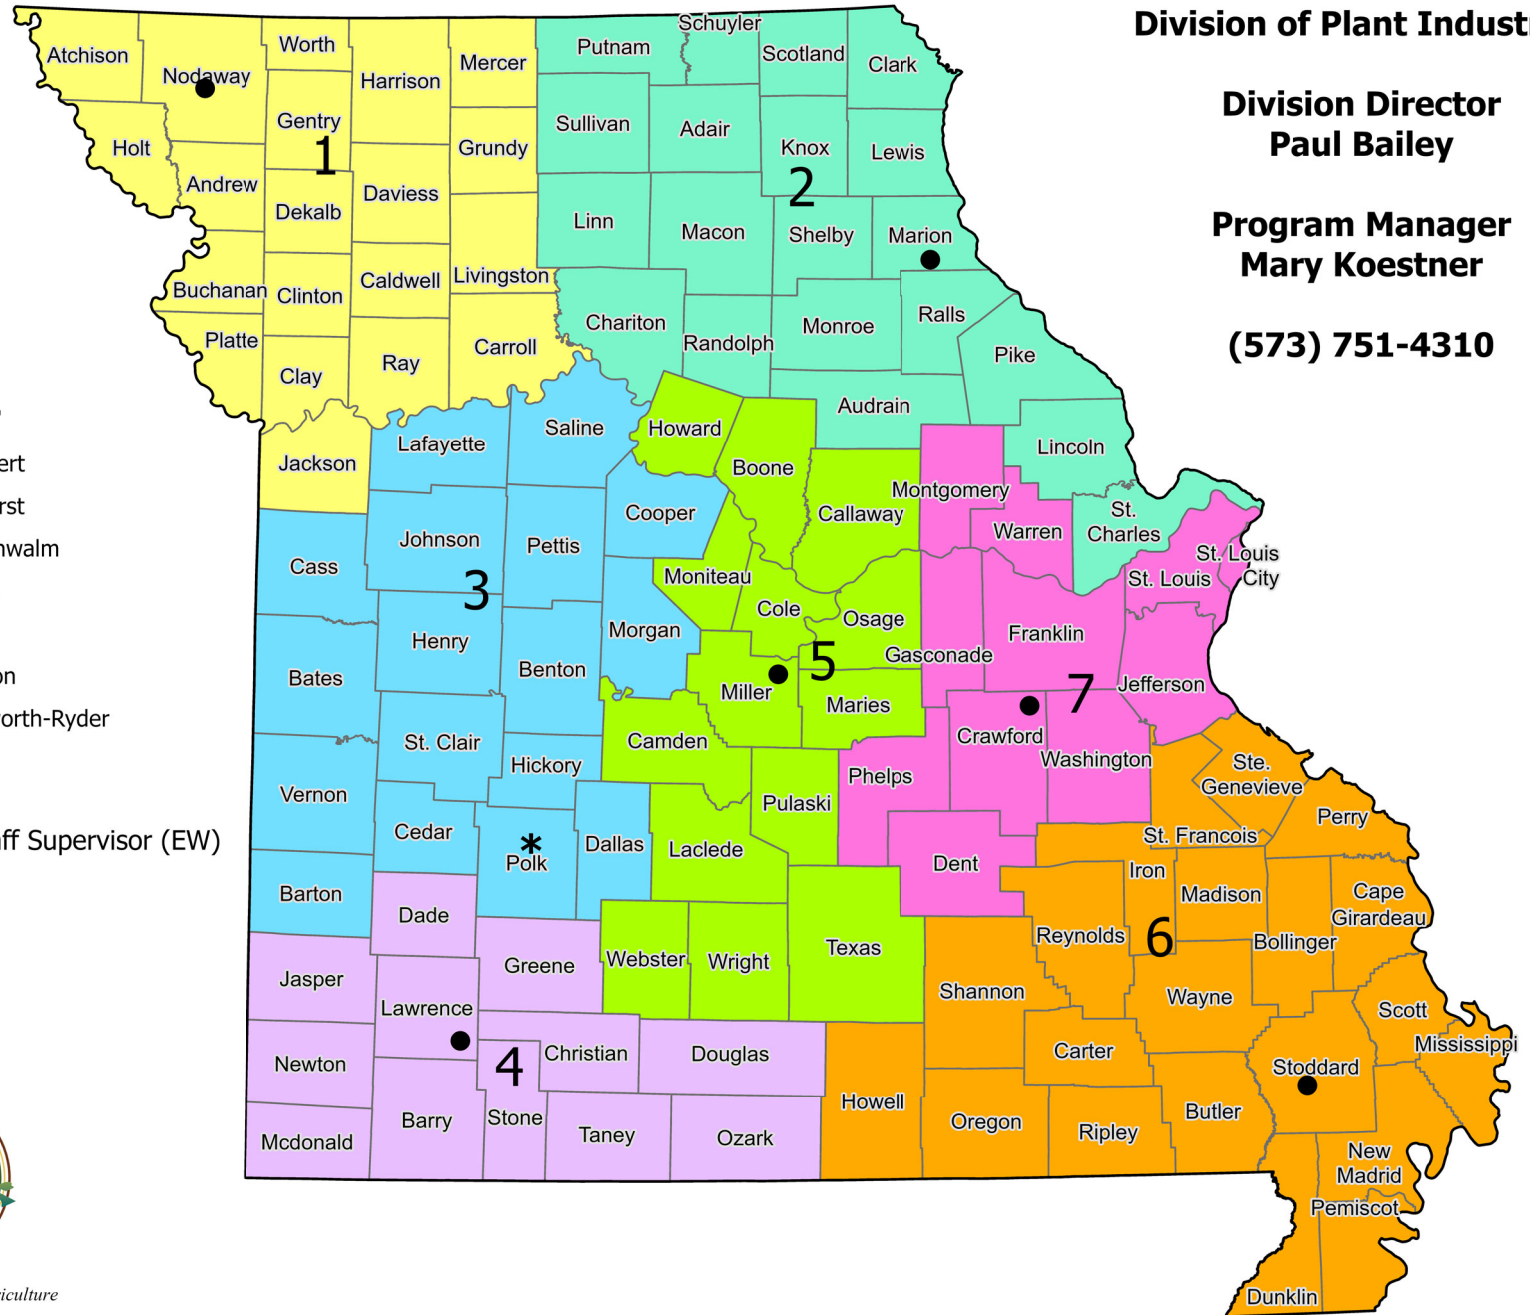 Division of Plant Industr
Division Director
Paul Bailey
Program Manager
Mary Koestner
(573) 751-4310
Atchison
Nodaway
Worth
Harrison
Mercer
Putnam
Schuyler
Scotland
Clark
Holt
Gentry
1
Grundy
Sullivan
Adair
Knox
Lewis
2
Andrew
Dekalb
Daviess
Linn
Macon
Shelby
Marion
Buchanan
Clinton
Caldwell
Livingston
Chariton
Randolph
Monroe
Ralls
Pike
Platte
Clay
Ray
Carroll
Audrain
Lincoln
Jackson
Lafayette
Saline
Howard
Boone
Callaway
Montgomery
Warren
St.
Charles
St. Louis
St. Louis
City
ert
rst
nwalm
Cass
Johnson
Pettis
Cooper
Moniteau
Cole
Osage
Gasconade
Franklin
Jefferson
3
Bates
Henry
Benton
Morgan
Miller
5
Maries
Crawford
7
Washington
on
orth-Ryder
ff Supervisor (EW)
Vernon
St. Clair
Hickory
Camden
Pulaski
Phelps
Dent
Ste.
Genevieve
St. Francois
Perry
Barton
Cedar
*
Polk
Dallas
Laclede
Texas
Iron
Madison
Cape
Girardeau
Bollinger
Reynolds
6
Dade
Jasper
Lawrence
Greene
Webster
Wright
Shannon
Wayne
Scott
Mississippi
Newton
4
Christian
Douglas
Howell
Carter
Stoddard
Mcdonald
Barry
Stone
Taney
Ozark
Oregon
Ripley
Butler
New
Madrid
Pemiscot
Dunklin
iculture